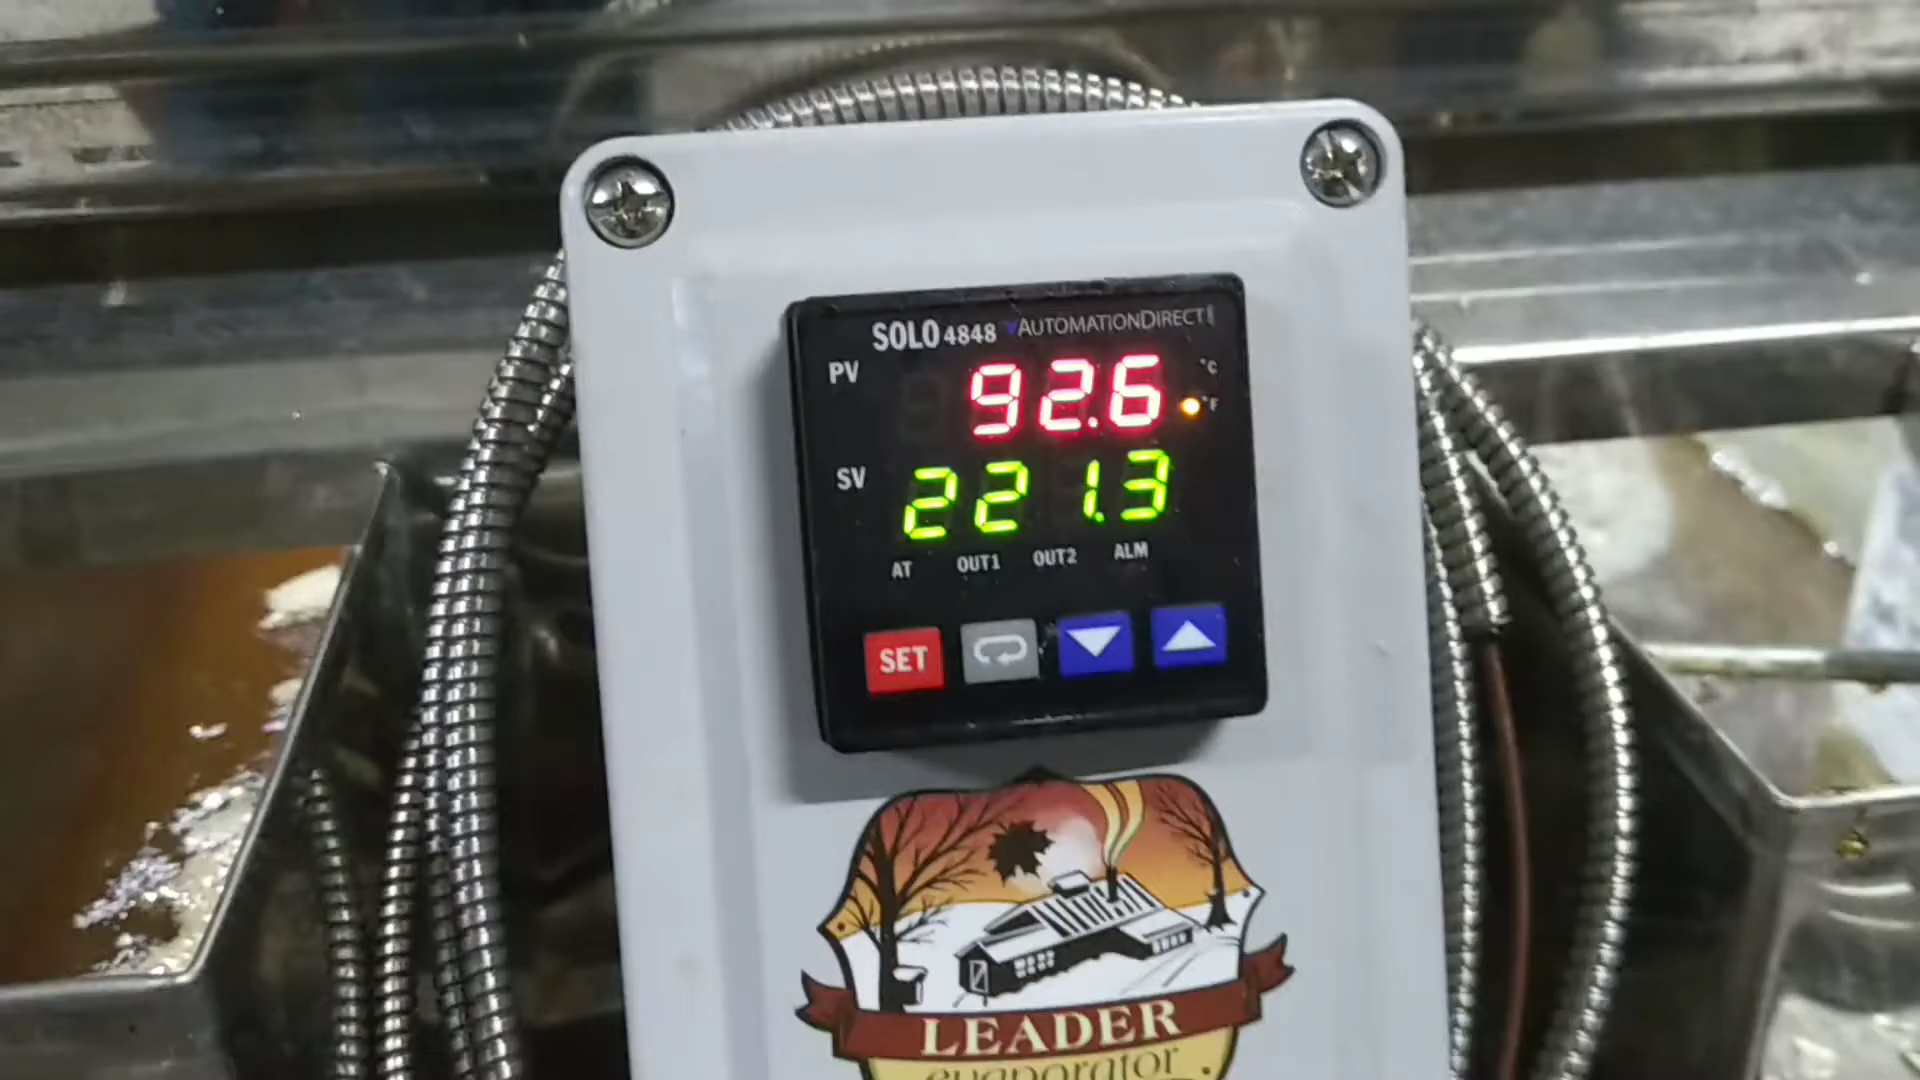 SOLO 4848 AUTOMATIONDIRECT
PV 92.6 °C
°F
SV 221.3
AT OUT1 OUT2 ALM
SET
LEADER
evaporator